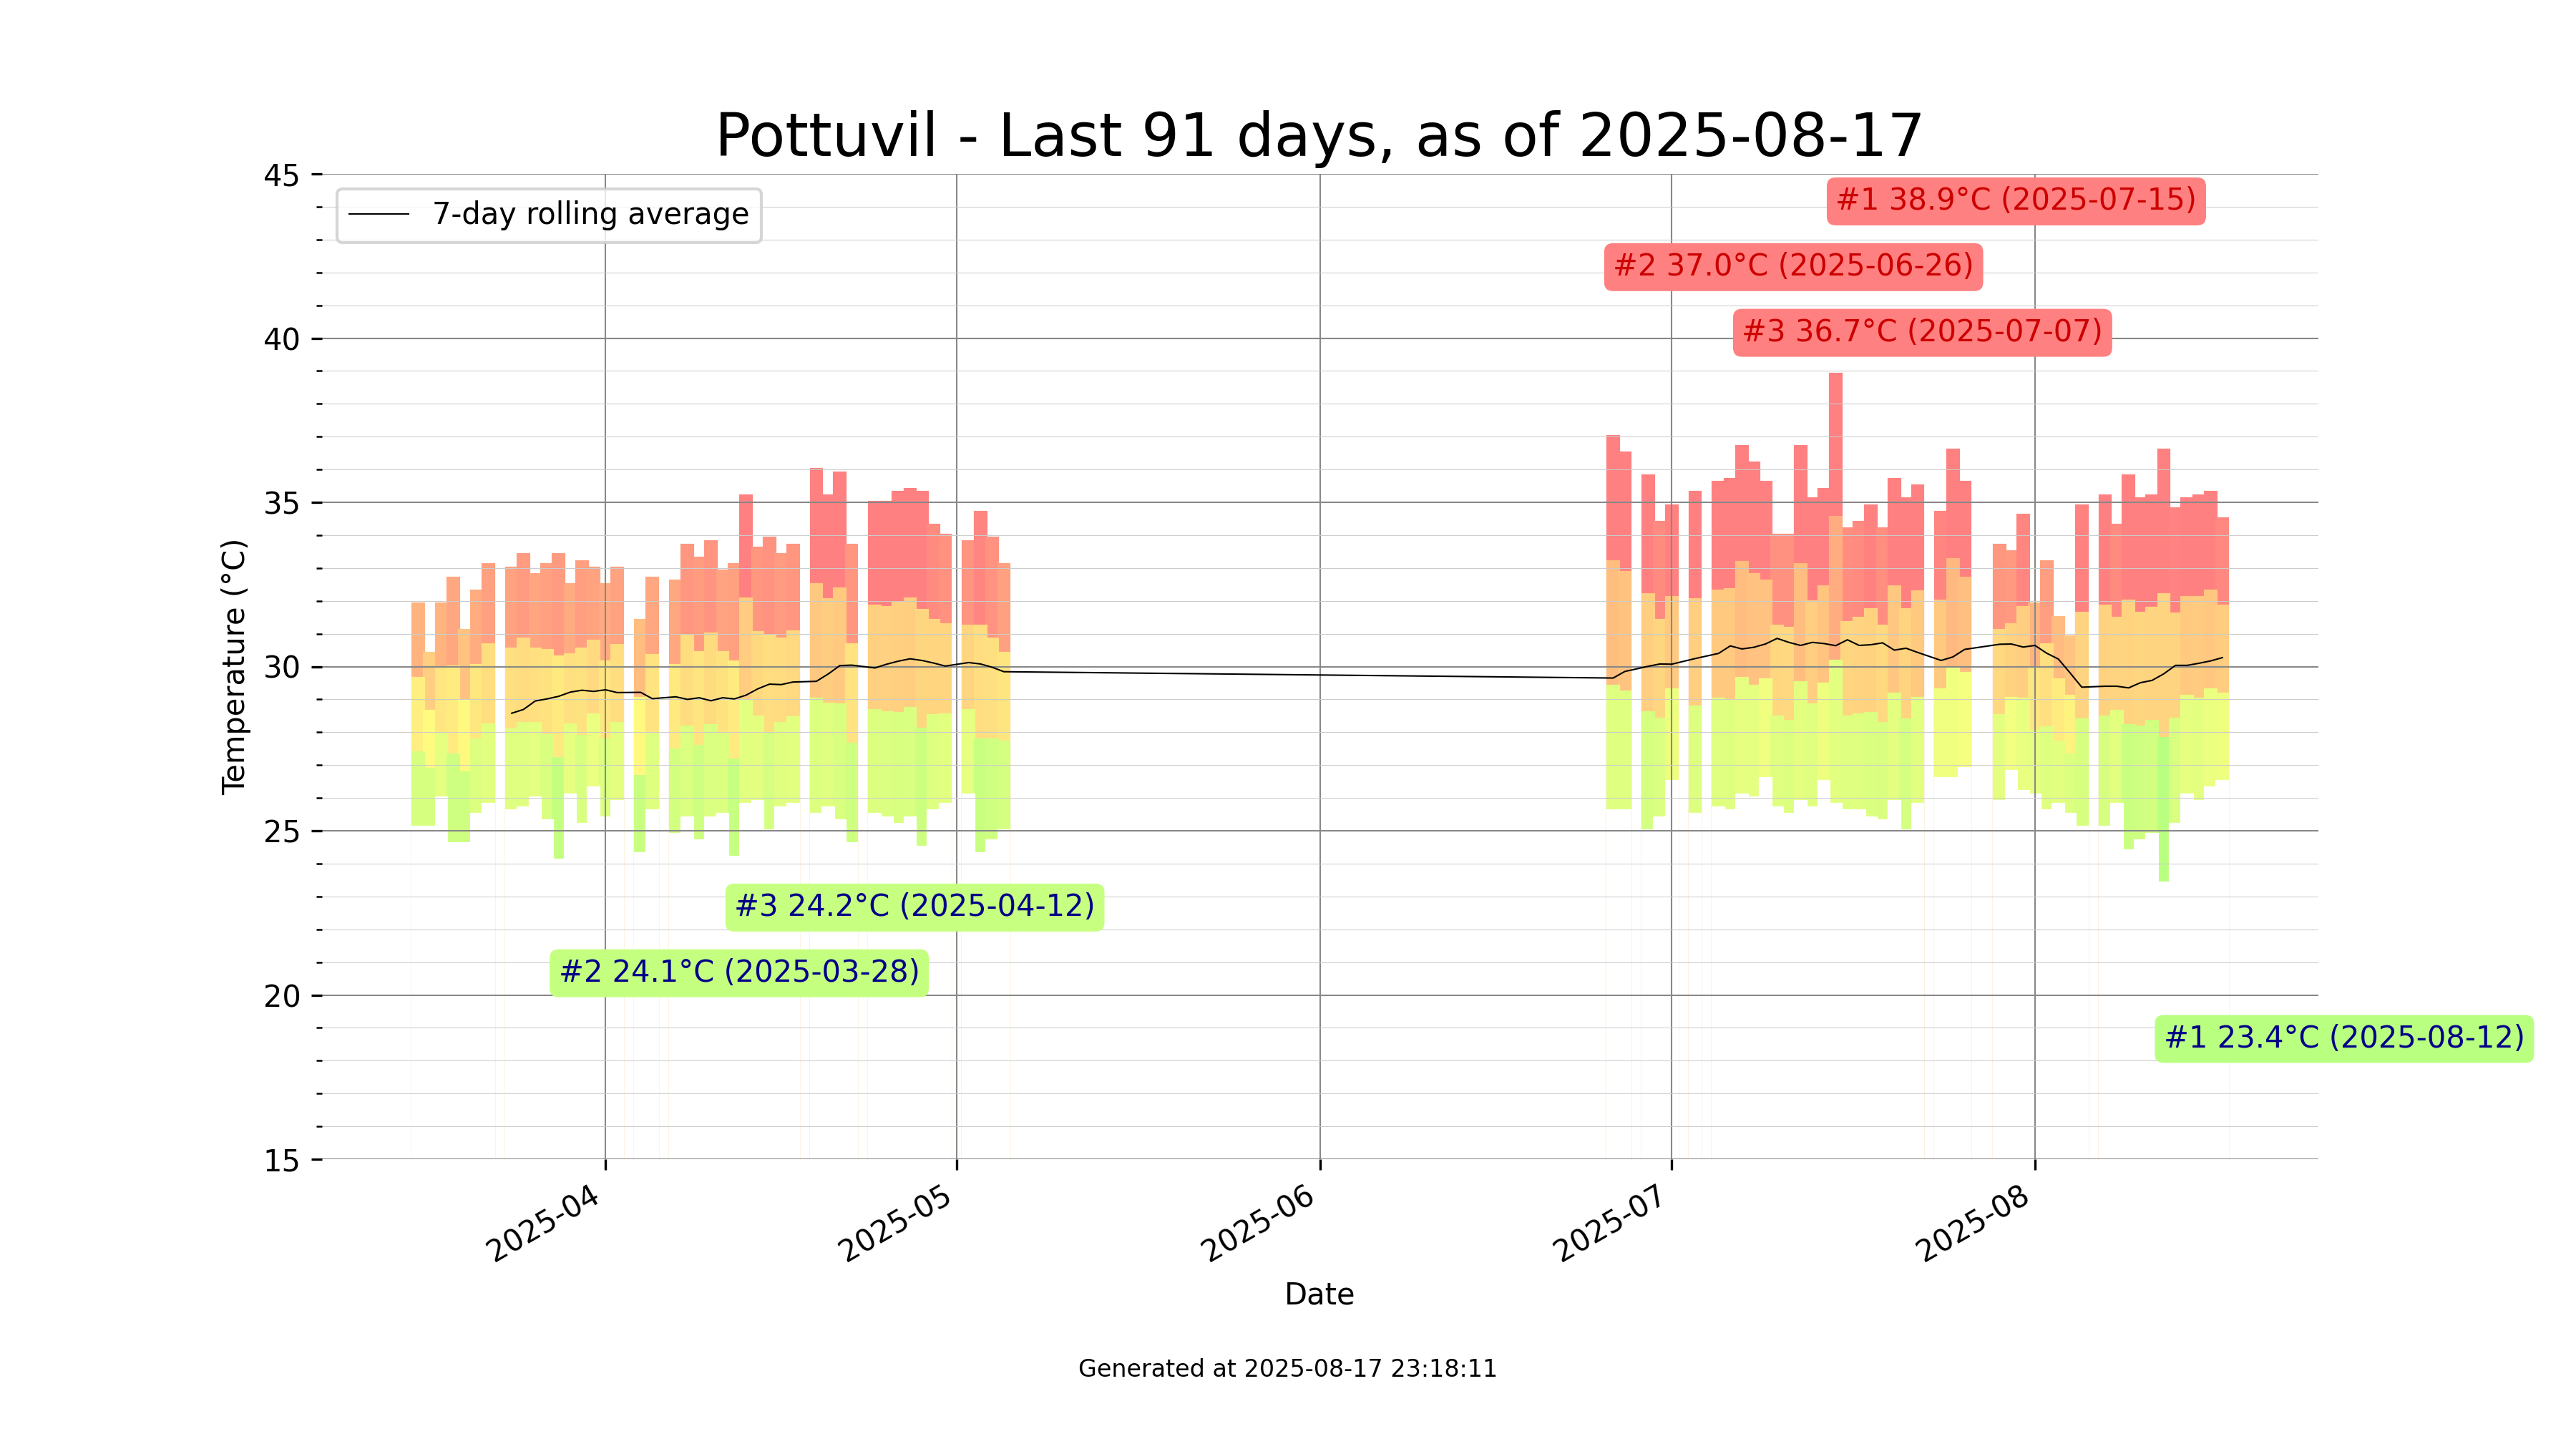 Pottuvil - Last 91 days, as of 2025-08-17
7-day rolling average
#1 38.9°C (2025-07-15)
#2 37.0°C (2025-06-26)
#3 36.7°C (2025-07-07)
#3 24.2°C (2025-04-12)
#2 24.1°C (2025-03-28)
#1 23.4°C (2025-08-12)
Temperature (°C)
45
40
35
30
25
20
15
2025-04
2025-05
2025-06
2025-07
2025-08
Date
Generated at 2025-08-17 23:18:11